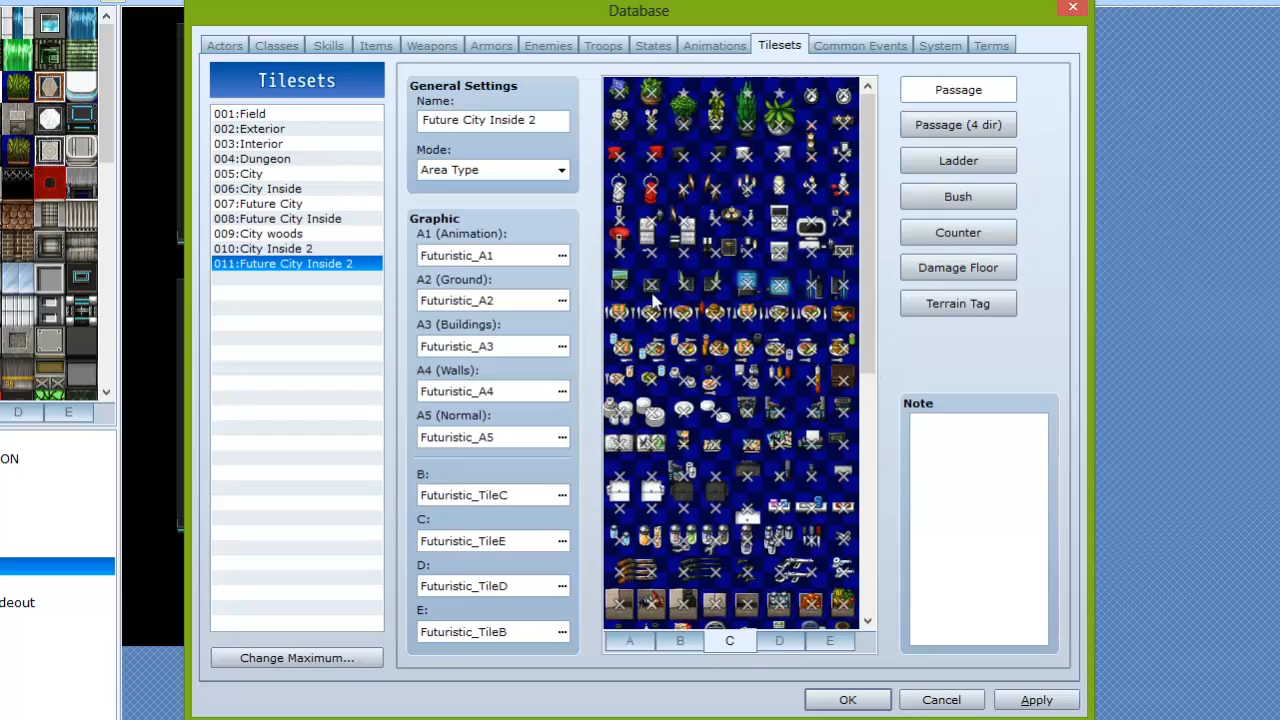 Database
Actors Classes Skills Items Weapons Armors Enemies Troops States Animations Tilesets Common Events System Terms
Tilesets
001:Field
002:Exterior
003:Interior
004:Dungeon
005:City
006:City Inside
007:Future City
008:Future City Inside
009:City woods
010:City Inside 2
011:Future City Inside 2
Change Maximum...
General Settings
Name:
Future City Inside 2
Mode:
Area Type
Graphic
A1 (Animation):
Futuristic_A1
A2 (Ground):
Futuristic_A2
A3 (Buildings):
Futuristic_A3
A4 (Walls):
Futuristic_A4
A5 (Normal):
Futuristic_A5
B:
Futuristic_TileC
C:
Futuristic_TileE
D:
Futuristic_TileD
E:
Futuristic_TileB
A B C D E
Passage
Passage (4 dir)
Ladder
Bush
Counter
Damage Floor
Terrain Tag
Note
OK Cancel Apply
D E
ON
deout